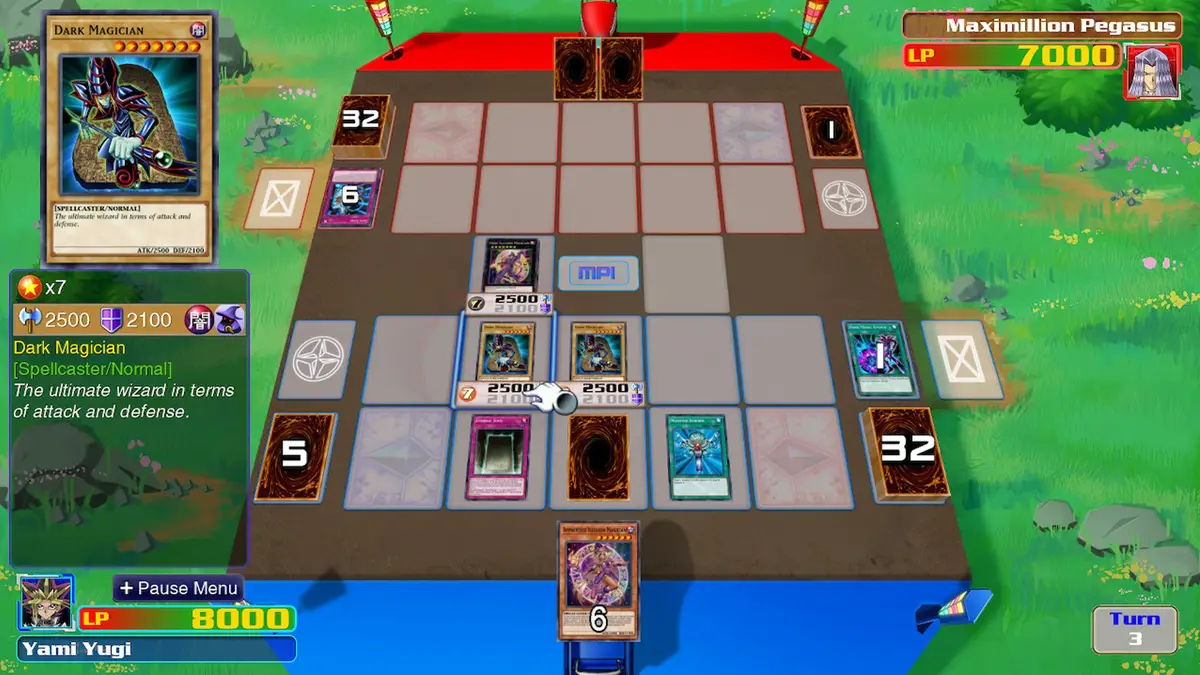 DARK MAGICIAN
[SPELLCASTER/NORMAL]
The ultimate wizard in terms of attack and
defense.
ATK/2500 DEF/2100
x7
2500 2100 闇
Dark Magician
[Spellcaster/Normal]
The ultimate wizard in terms
of attack and defense.
Maximillion Pegasus
LP 7000
32
1
6
MP1
7 2500
2100
7 2500 2500
2100 2100
1
5
32
6
+ Pause Menu
LP 8000
Yami Yugi
Turn
3